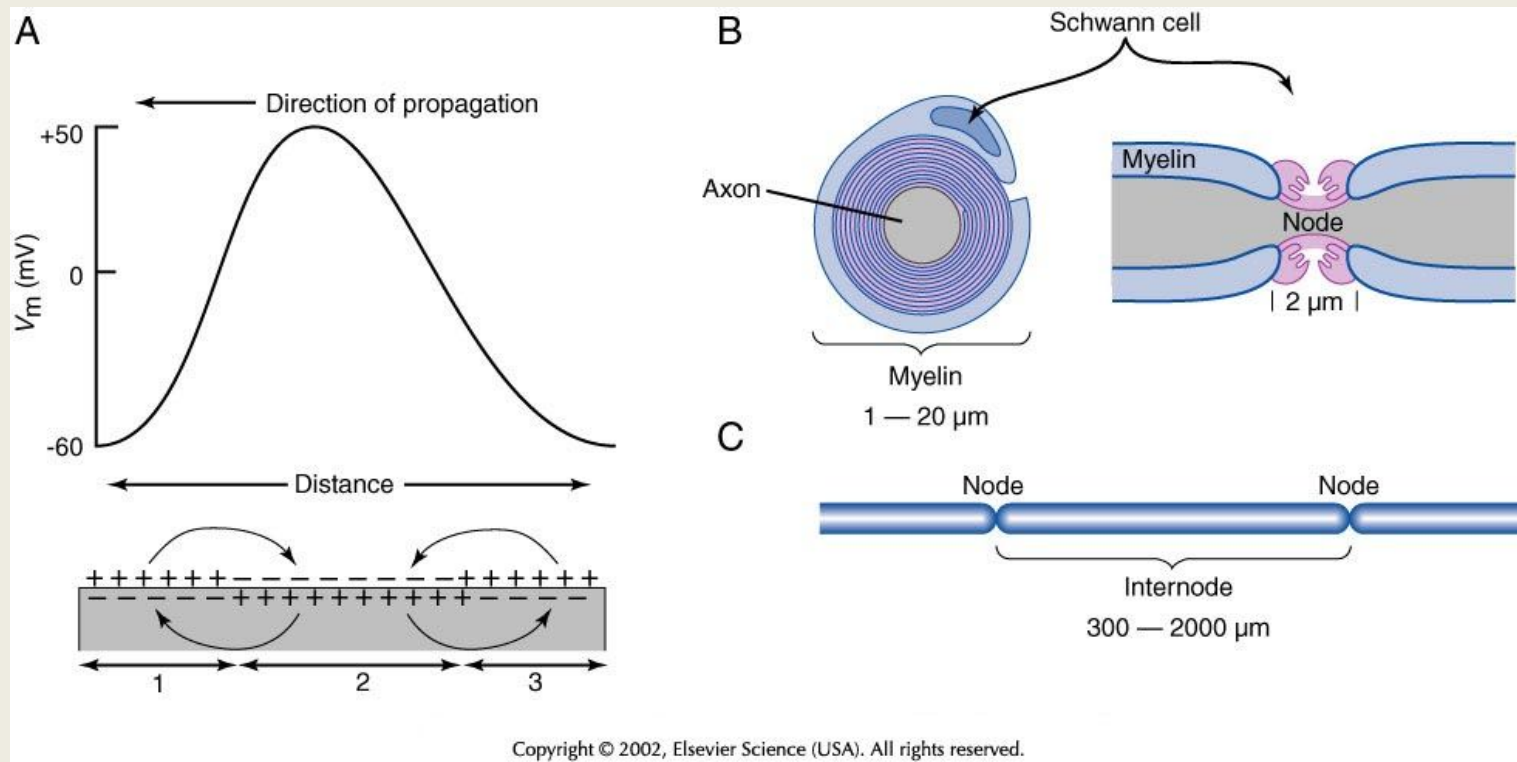 A
Direction of propagation
+50
0
-60
Vm (mV)
Distance
+ + + + + + – – – – – – – – – + + + + + +
– – – – – – + + + + + + + + + + – – – – –
1
2
3
B
Schwann cell
Axon
Myelin
1 — 20 µm
Myelin
Node
2 µm
C
Node
Node
Internode
300 — 2000 µm
Copyright © 2002, Elsevier Science (USA). All rights reserved.